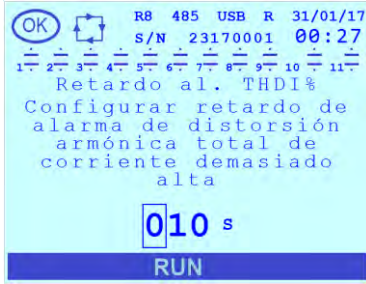 OK R8 485 USB R 31/01/17
S/N 23170001 00:27
1 2 3 4 5 6 7 8 9 10 11
Retardo al. THDI%
Configurar retardo de
alarma de distorsión
armónica total de
corriente demasiado
alta
010 s
RUN